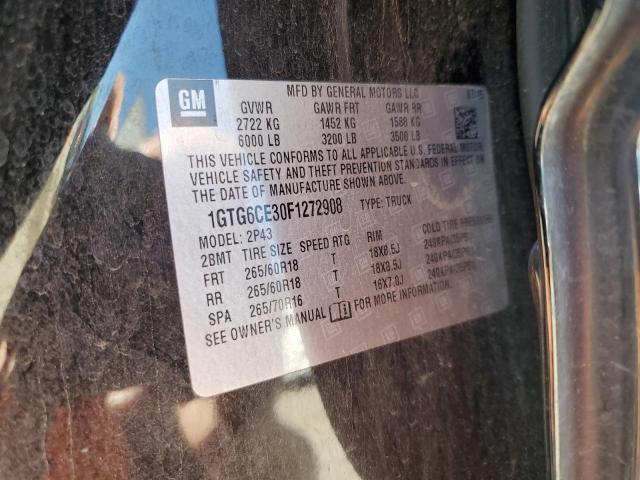 GM
MFD BY GENERAL MOTORS LLC
GVWR GAWR FRT GAWR RR
2722 KG 1452 KG 1588 KG
6000 LB 3200 LB 3500 LB
THIS VEHICLE CONFORMS TO ALL APPLICABLE U.S. FEDERAL MOTOR
VEHICLE SAFETY AND THEFT PREVENTION STANDARDS IN EFFECT ON
THE DATE OF MANUFACTURE SHOWN ABOVE.
1GTG6CE30F1272908 TYPE: TRUCK
MODEL: 2P43
2BMT TIRE SIZE SPEED RTG RIM COLD TIRE
FRT 265/60R18 T 18X8.5J
RR 265/60R18 T 18X8.5J
SPA 265/70R16 T 16X7.0J
SEE OWNER'S MANUAL FOR MORE INFORMATION.